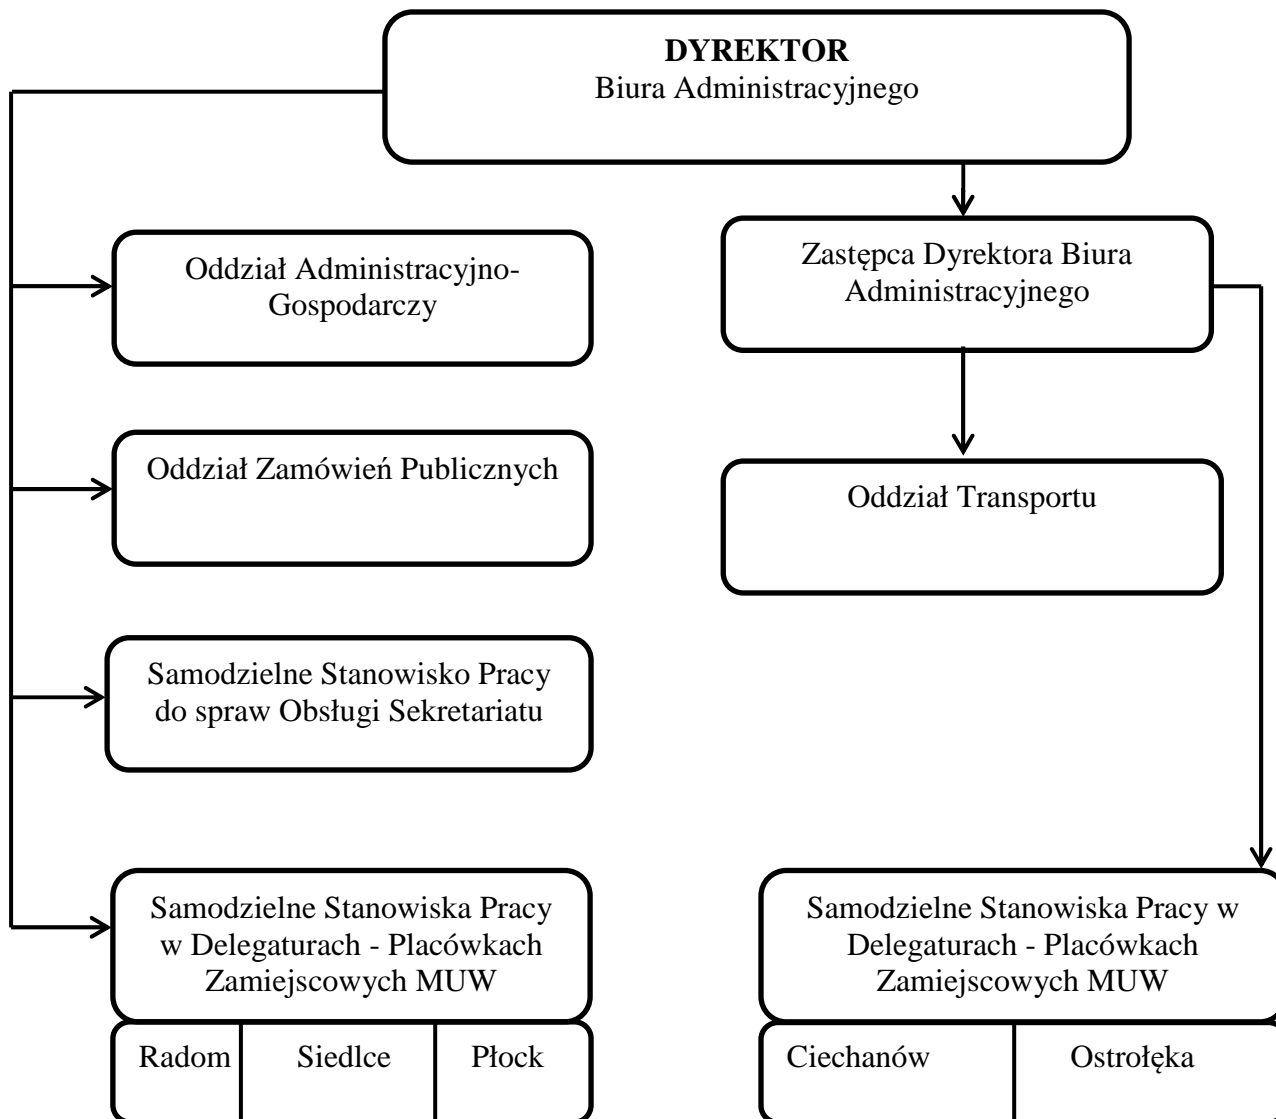 DYREKTOR
Biura Administracyjnego
Oddział Administracyjno-
Gospodarczy
Zastępca Dyrektora Biura
Administracyjnego
Oddział Zamówień Publicznych
Oddział Transportu
Samodzielne Stanowisko Pracy
do spraw Obsługi Sekretariatu
Samodzielne Stanowiska Pracy
w Delegaturach - Placówkach
Zamiejscowych MUW
Radom
Siedlce
Płock
Samodzielne Stanowiska Pracy w
Delegaturach - Placówkach
Zamiejscowych MUW
Ciechanów
Ostrołęka